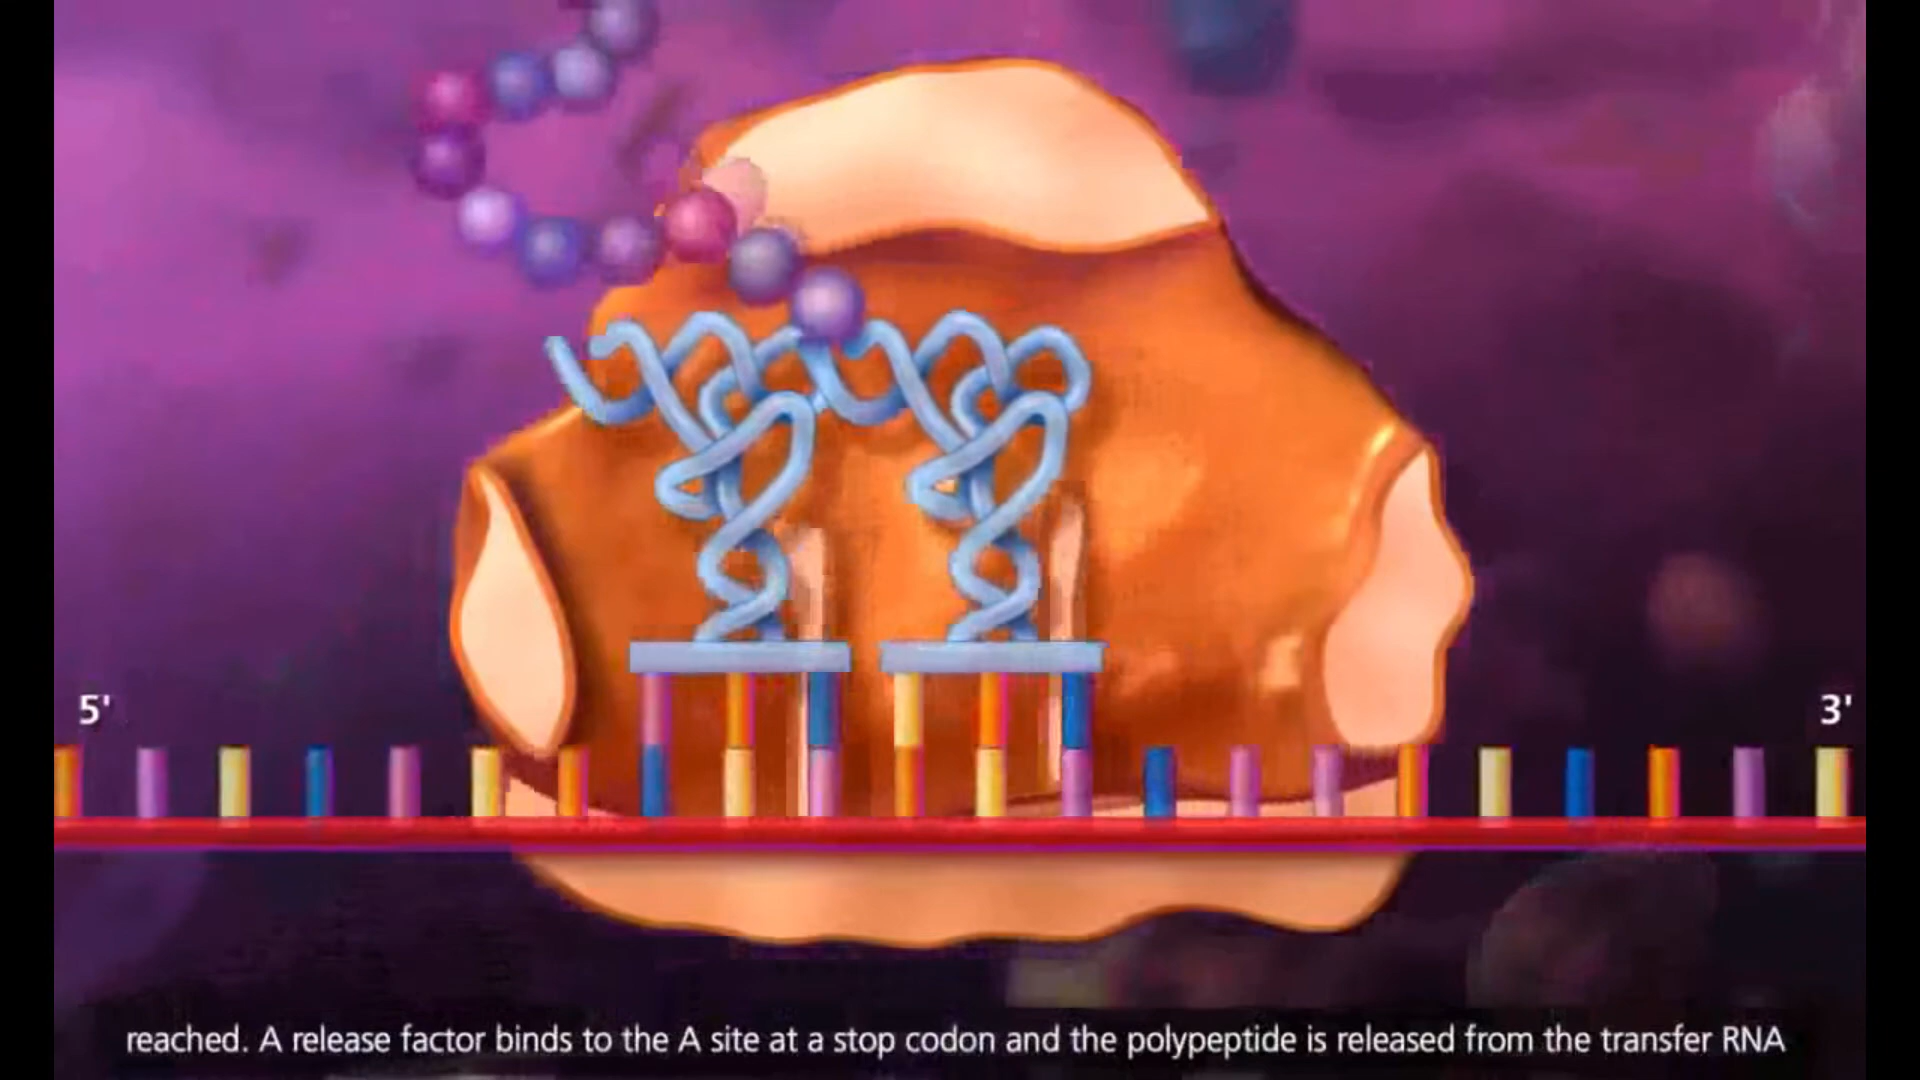 5'
3'
reached. A release factor binds to the A site at a stop codon and the polypeptide is released from the transfer RNA